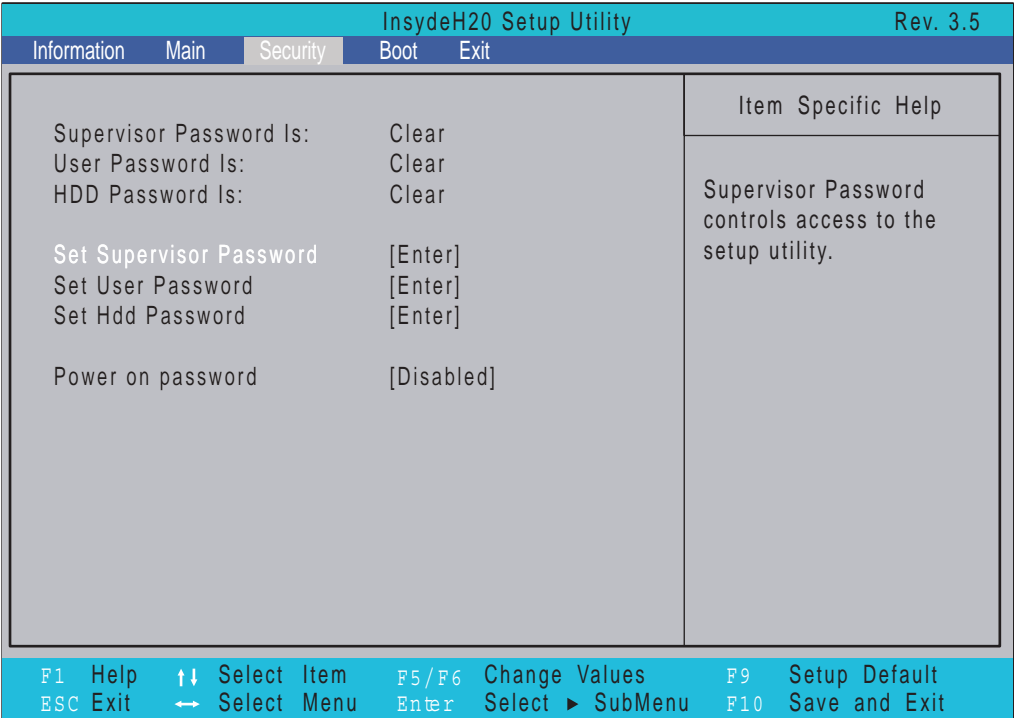 InsydeH20 Setup Utility Rev. 3.5
Information Main Security Boot Exit
Item Specific Help
Supervisor Password Is: Clear
User Password Is: Clear
HDD Password Is: Clear
Set Supervisor Password [Enter]
Set User Password [Enter]
Set Hdd Password [Enter]
Power on password [Disabled]
Supervisor Password
controls access to the
setup utility.
F1 Help ↑↓ Select Item F5/F6 Change Values F9 Setup Default
ESC Exit ↔ Select Menu Enter Select ► SubMenu F10 Save and Exit